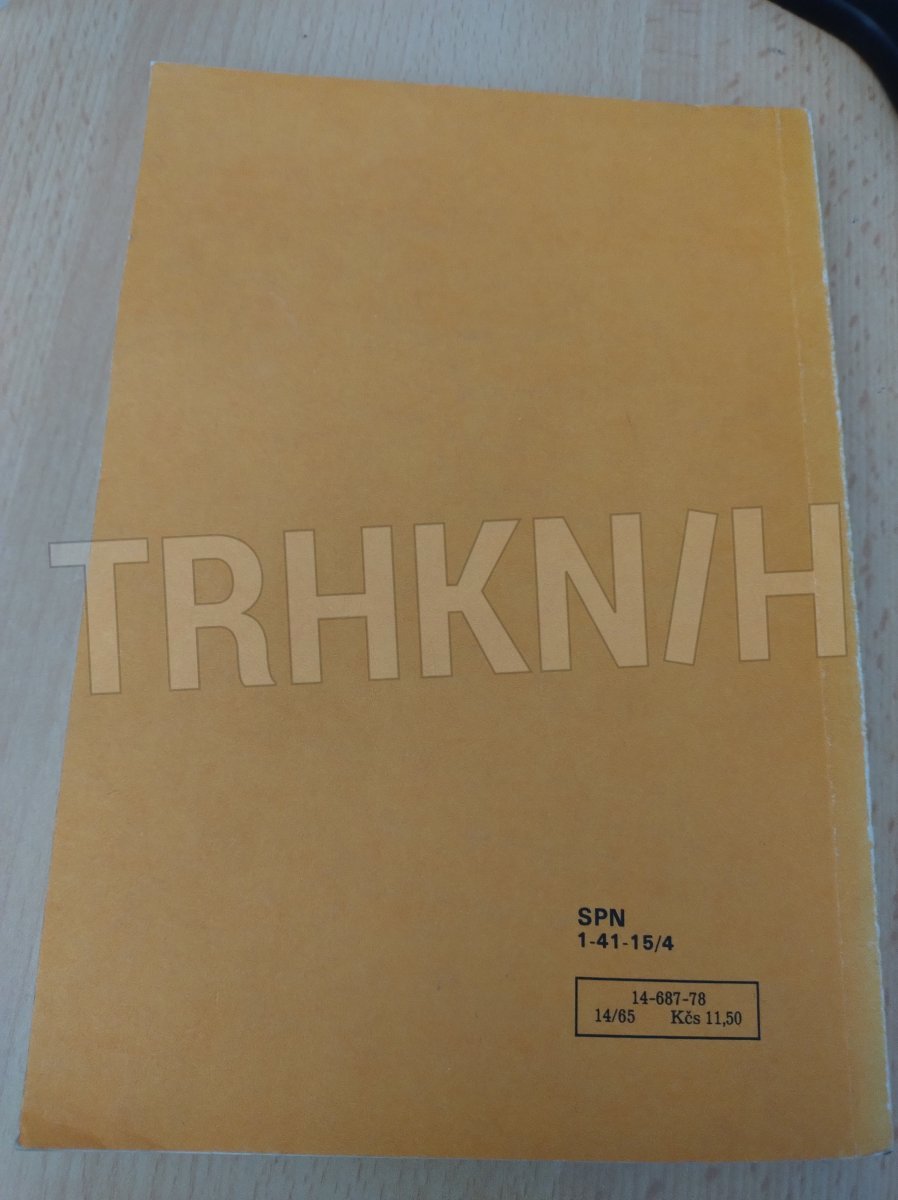 TRHKN/H
SPN
1-41-15/4
14-687-78
14/65 Kčs 11,50